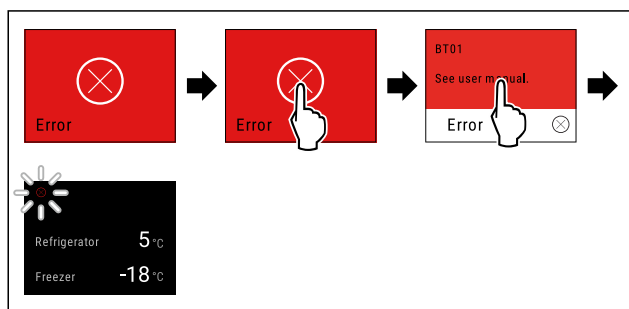 Error
Error
BT01
See user manual.
Error
Refrigerator 5 °C
Freezer -18 °C